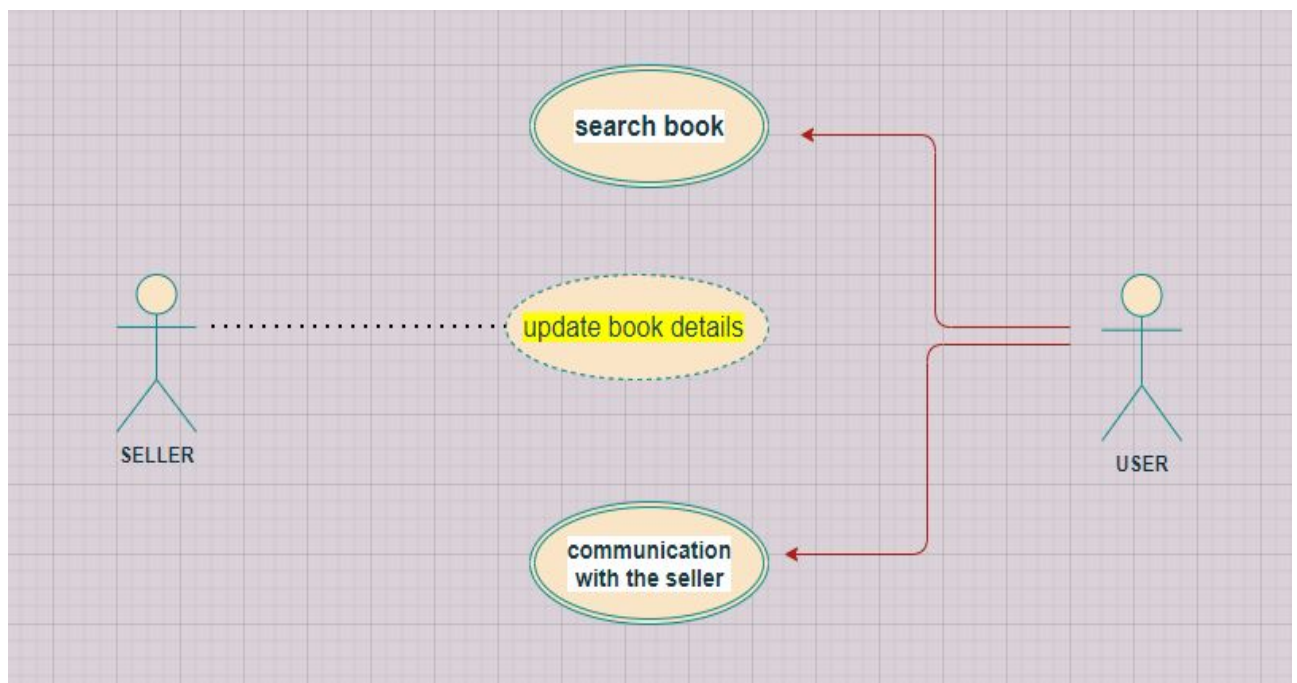 search book
update book details
SELLER
USER
communication
with the seller